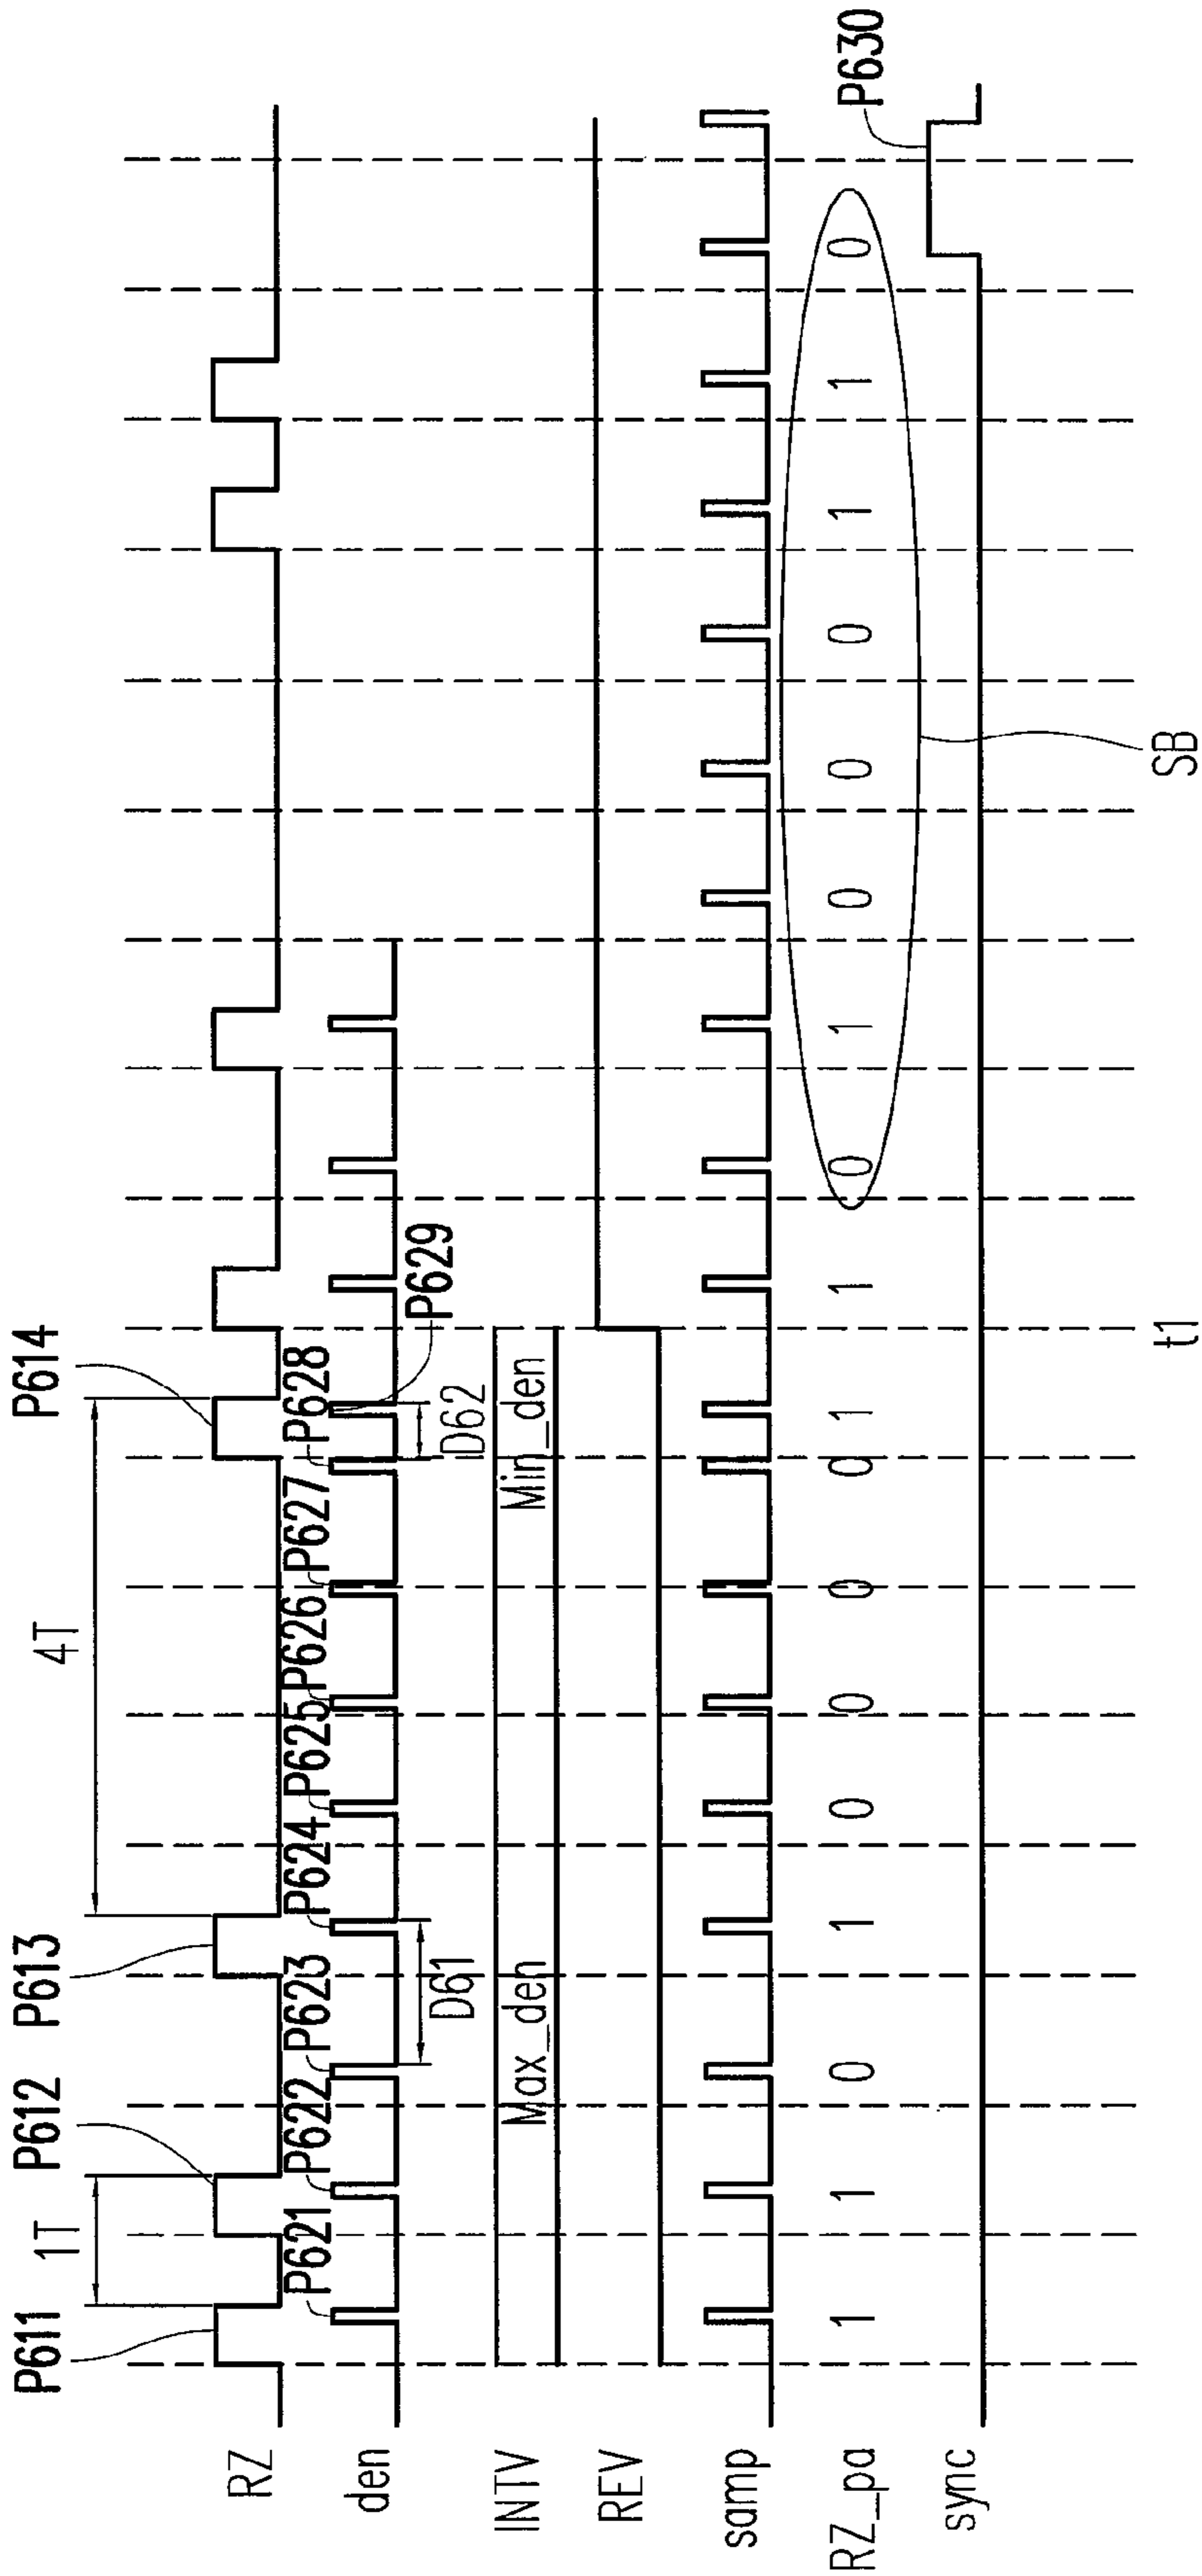 P611 P612 P613 P614
1T 4T
RZ
P621 P622 P623 P624 P625 P626 P627 P628
den
P629
D61 D62
INTV Max_den Min_den
REV
samp
RZ_pa 1 1 0 1 0 0 0 0 1 1 0 1 0 0 0 1 1 0
P630
sync
SB
t1